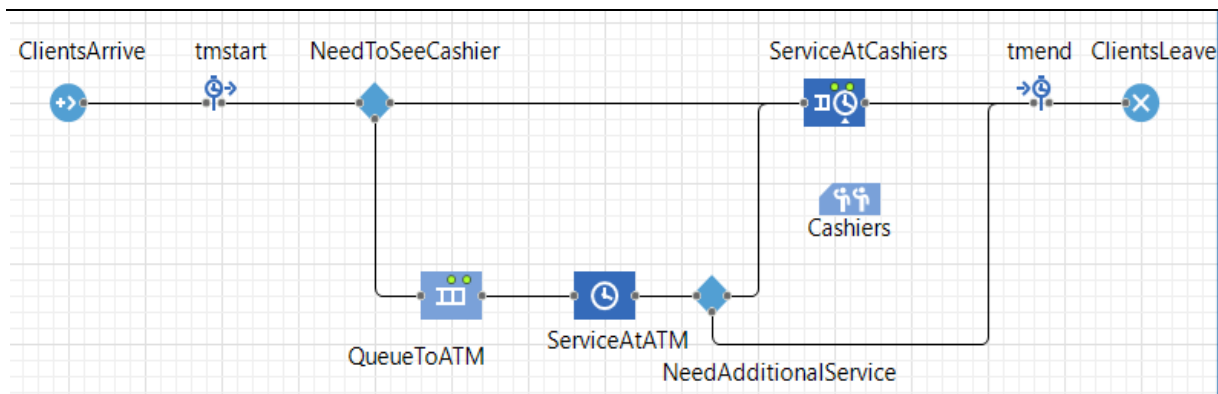 ClientsArrive
tmstart
NeedToSeeCashier
ServiceAtCashiers
tmend
ClientsLeave
Cashiers
QueueToATM
ServiceAtATM
NeedAdditionalService